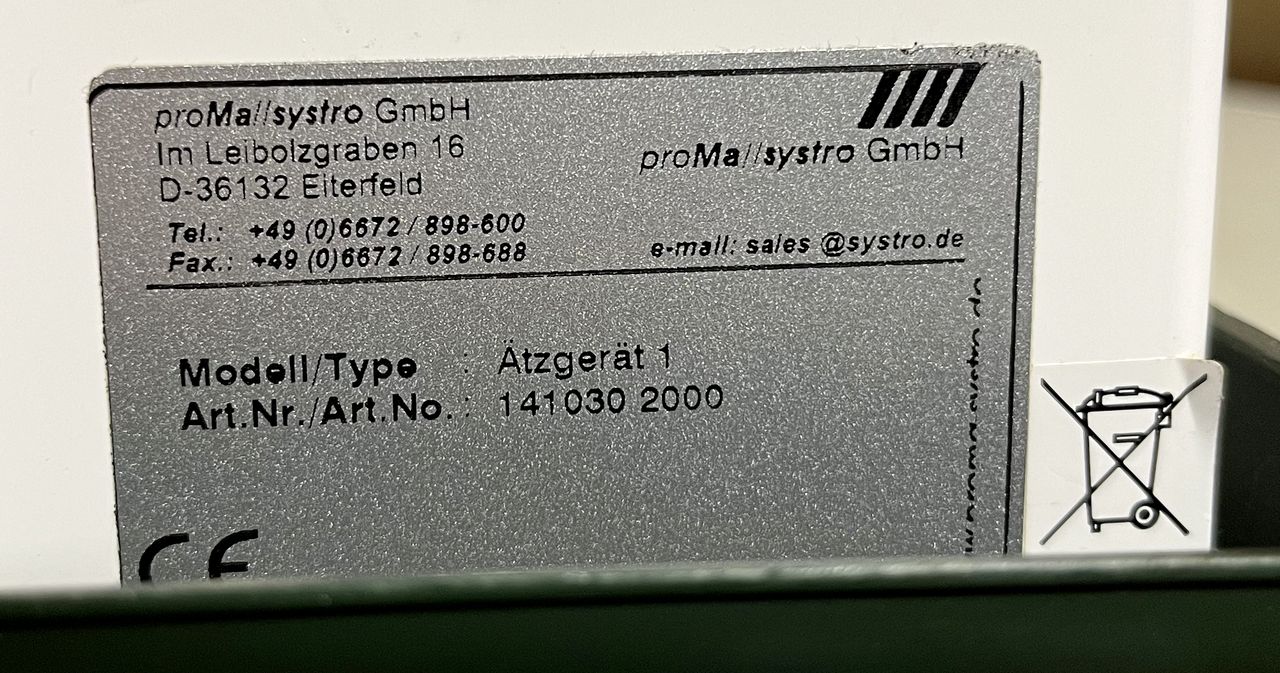 proMa//systro GmbH
Im Leibolzgraben 16
D-36132 Eiterfeld
Tel.: +49 (0)6672 / 898-600
Fax.: +49 (0)6672 / 898-688
proMa//systro GmbH
e-mail: sales @systro.de
Modell/Type : Ätzgerät 1
Art.Nr./Art.No. : 141030 2000
CE